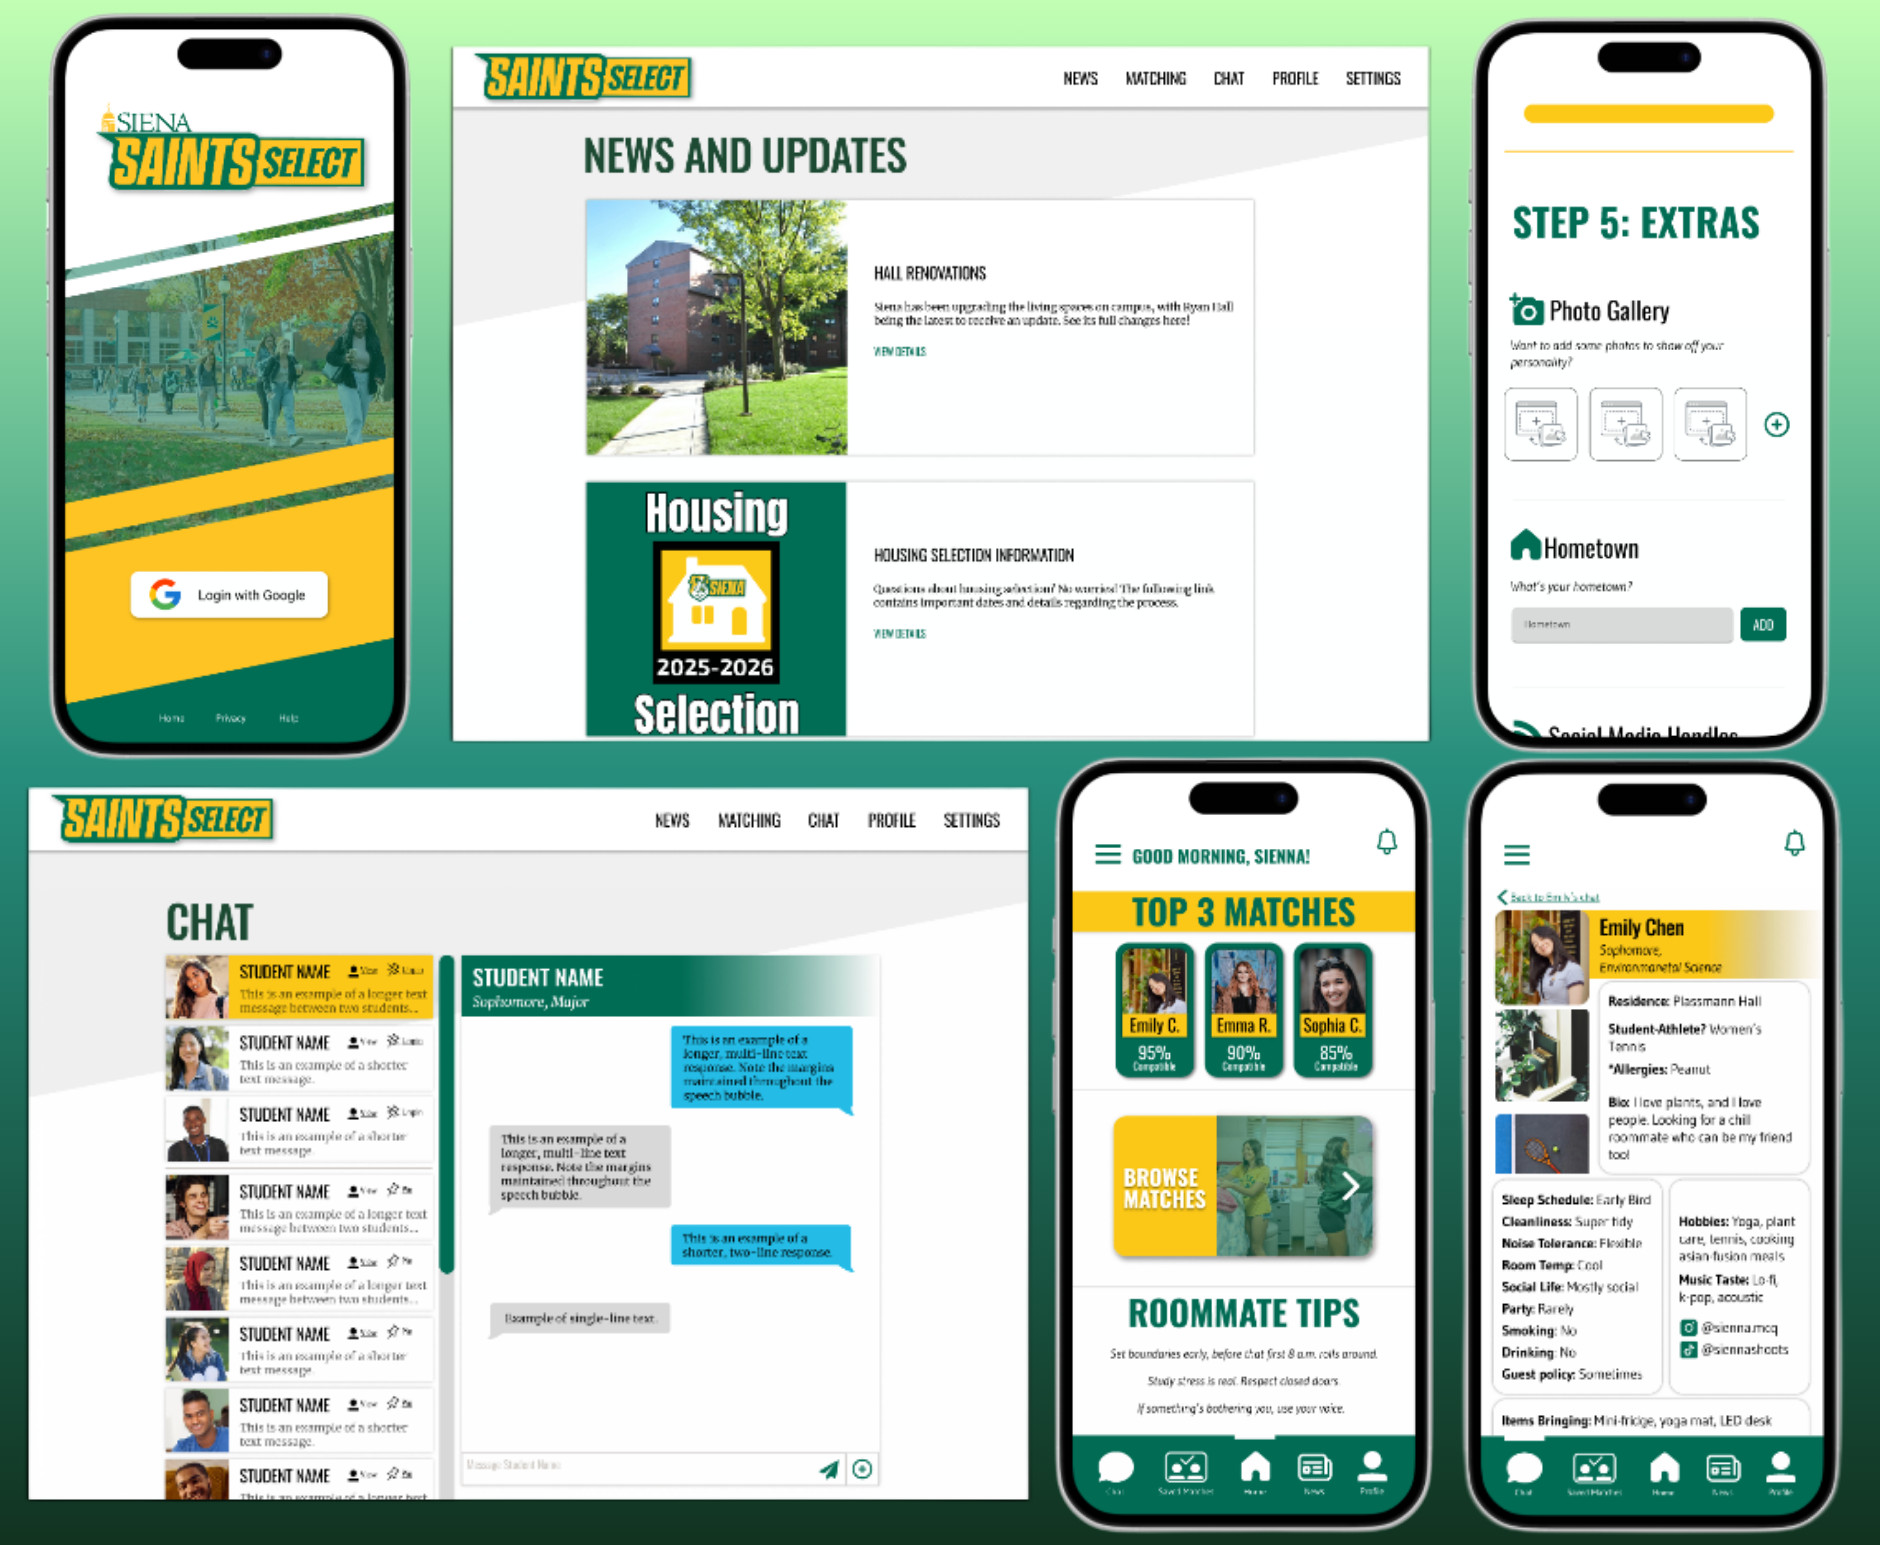 SIENA
SAINTS SELECT
Login with Google
Home Privacy Help
SAINTS SELECT
NEWS MATCHING CHAT PROFILE SETTINGS
NEWS AND UPDATES
HALL RENOVATIONS
Siena has been upgrading the living spaces on campus, with Ryan Hall
being the latest to receive an update. See its full changes here!
VIEW DETAILS
Housing
SIENA
2025-2026
Selection
HOUSING SELECTION INFORMATION
Questions about housing selection? No worries! The following link
contains important dates and details regarding the process.
VIEW DETAILS
STEP 5: EXTRAS
Photo Gallery
Want to add some photos to show off your
personality?
Hometown
What's your hometown?
Hometown
ADD
Social Media Handles
SAINTS SELECT
NEWS MATCHING CHAT PROFILE SETTINGS
CHAT
STUDENT NAME View
This is an example of a longer text
message between two students...
STUDENT NAME View
This is an example of a shorter
text message.
STUDENT NAME
This is an example of a shorter
text message.
STUDENT NAME View Pin
This is an example of a longer text
message between two students...
STUDENT NAME Pin
This is an example of a longer text
message between two students...
STUDENT NAME Pin
This is an example of a shorter
text message.
STUDENT NAME View Pin
This is an example of a shorter
text message.
STUDENT NAME View Pin
This is an example of a longer text
STUDENT NAME
Sophomore, Major
This is an example of a
longer, multi-line text
response. Note the margins
maintained throughout the
speech bubble.
This is an example of a
longer, multi-line text
response. Note the margins
maintained throughout the
speech bubble.
This is an example of a
shorter, two-line response.
Example of single-line text.
Message Student Name
GOOD MORNING, SIENNA!
TOP 3 MATCHES
Emily C. Emma R. Sophia C.
95% 90% 85%
Compatible Compatible Compatible
BROWSE
MATCHES
ROOMMATE TIPS
Set boundaries early, before that first 8 a.m. rolls around.
Study stress is real. Respect closed doors.
If something's bothering you, use your voice.
Chat Saved Matches Home News Profile
Back to Emily's chat
Emily Chen
Sophomore,
Environmanetal Science
Residence: Plassmann Hall
Student-Athlete? Women's
Tennis
*Allergies: Peanut
Bio: I love plants, and I love
people. Looking for a chill
roommate who can be my friend
too!
Sleep Schedule: Early Bird
Cleanliness: Super tidy
Noise Tolerance: Flexible
Room Temp: Cool
Social Life: Mostly social
Party: Rarely
Smoking: No
Drinking: No
Guest policy: Sometimes
Hobbies: Yoga, plant
care, tennis, cooking
asian-fusion meals
Music Taste: Lo-fi,
k-pop, acoustic
@sienna.mcq
@siennashoots
Items Bringing: Mini-fridge, yoga mat, LED desk
Chat Saved Matches Home News Profile